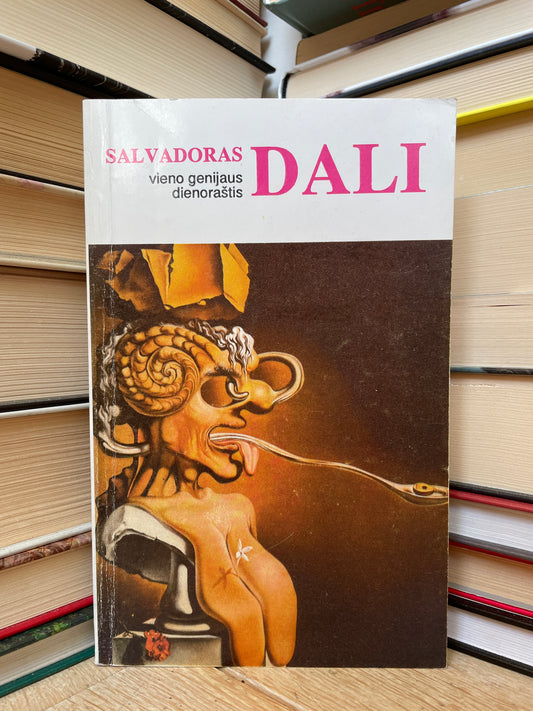 SALVADORAS
vieno genijaus
dienoraštis
DALI